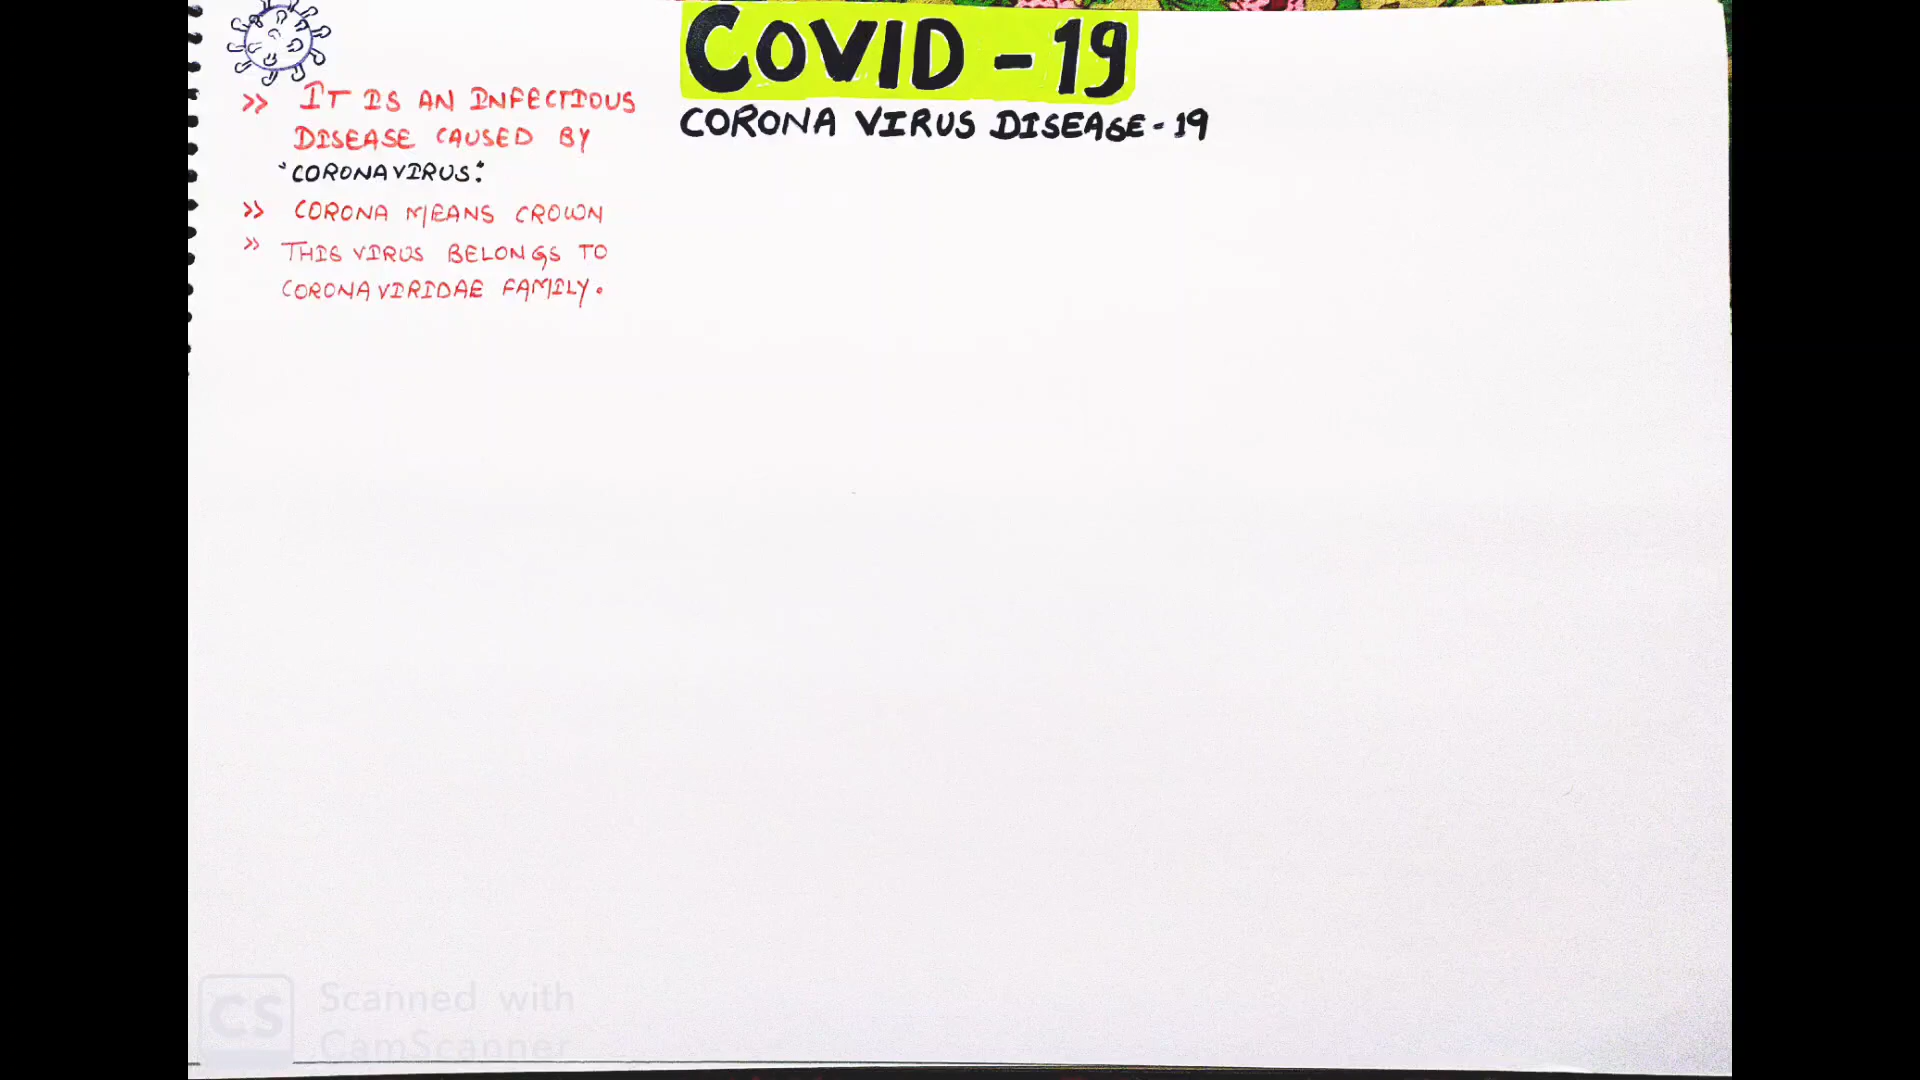 COVID - 19
CORONA VIRUS DISEASE - 19
>> IT IS AN INFECTIOUS
DISEASE CAUSED BY
"CORONAVIRUS".
>> CORONA MEANS CROWN
>> THIS VIRUS BELONGS TO
CORONAVIRIDAE FAMILY.
CS
Scanned with
CamScanner